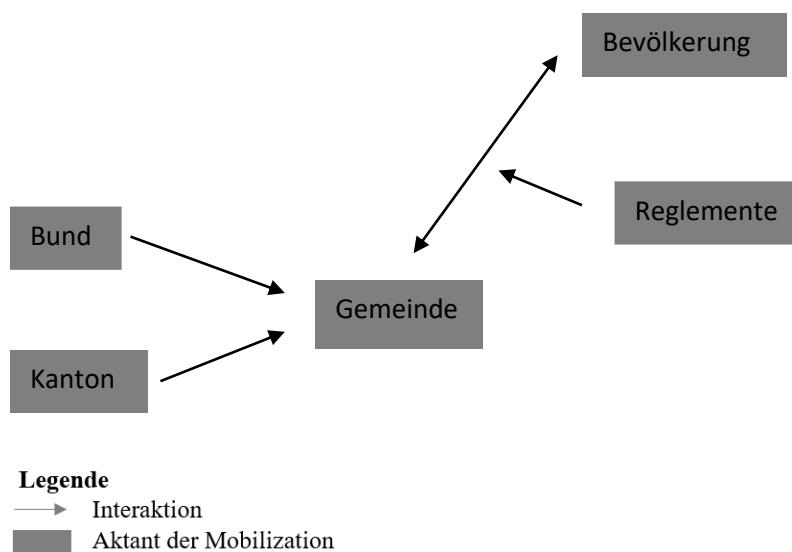 Bevölkerung
Reglemente
Bund
Gemeinde
Kanton
Legende
Interaktion
Aktant der Mobilization